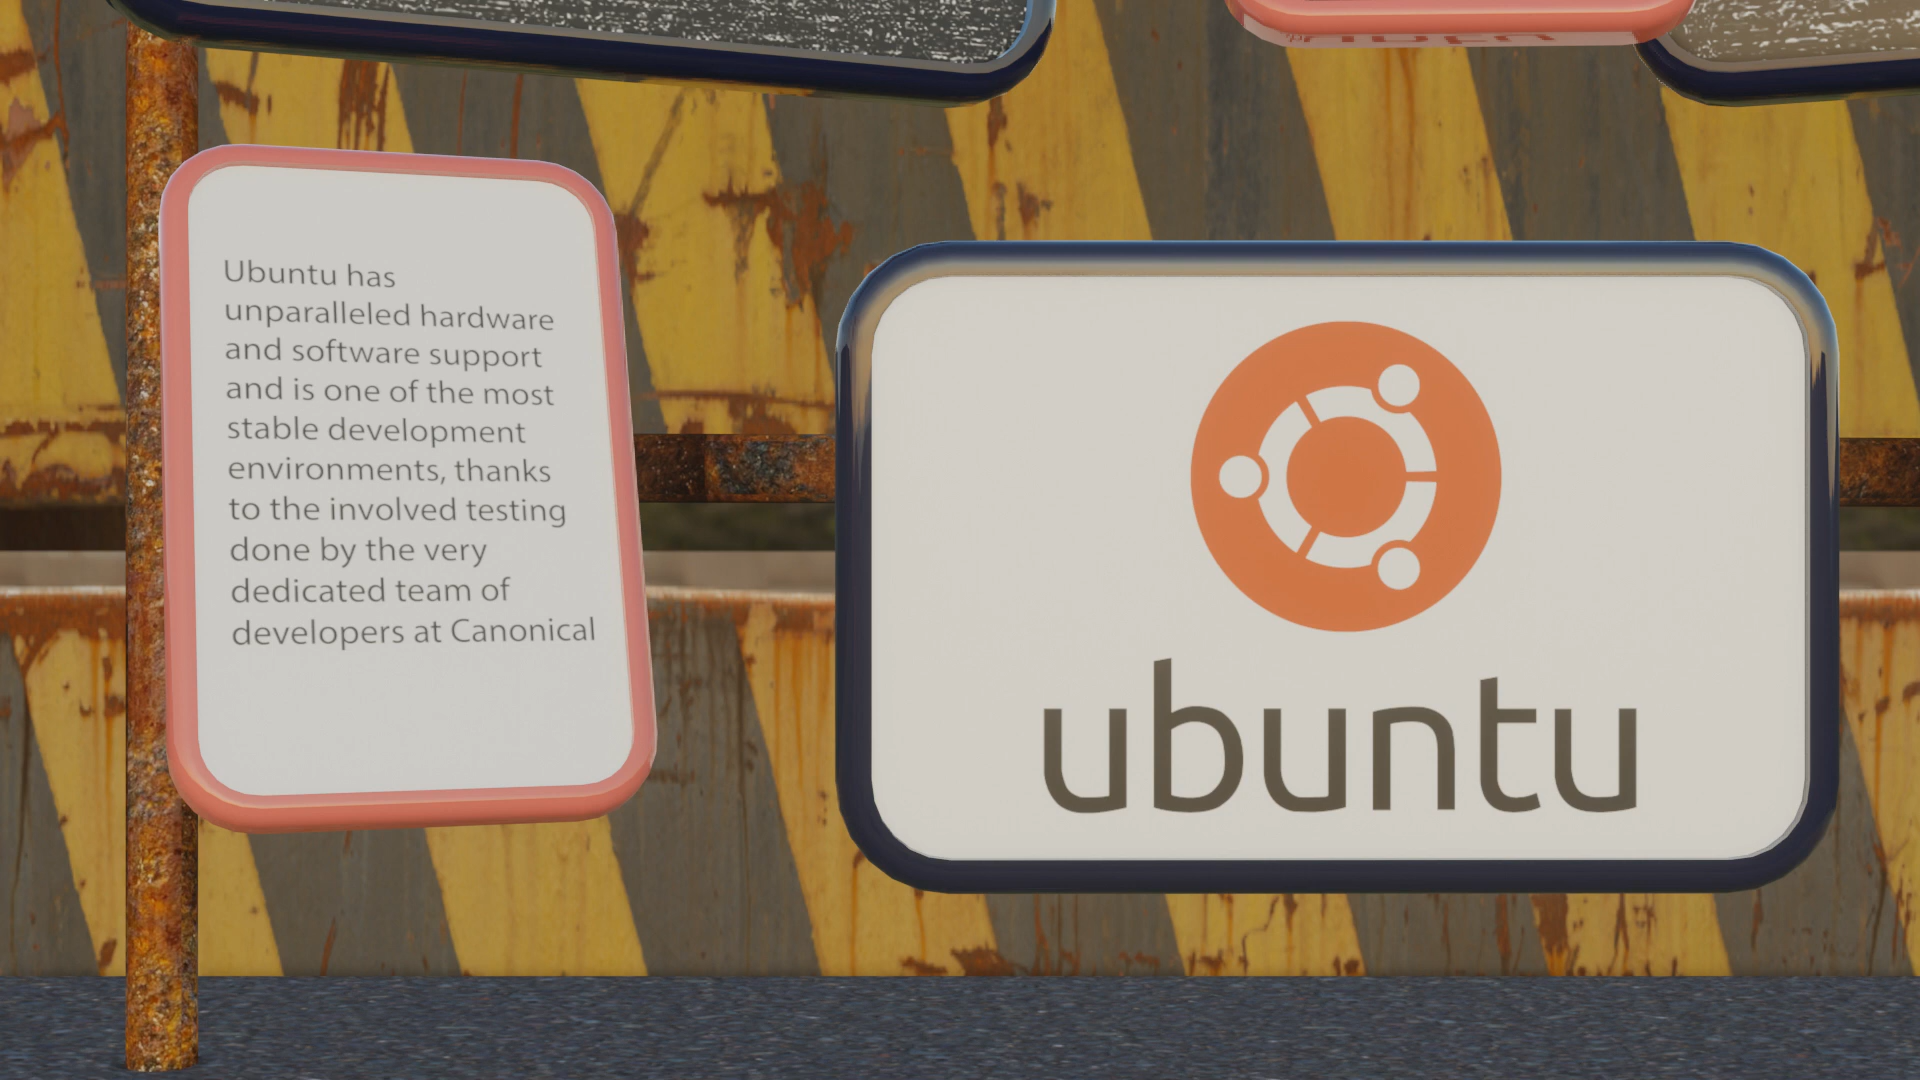 Ubuntu has
unparalleled hardware
and software support
and is one of the most
stable development
environments, thanks
to the involved testing
done by the very
dedicated team of
developers at Canonical
ubuntu